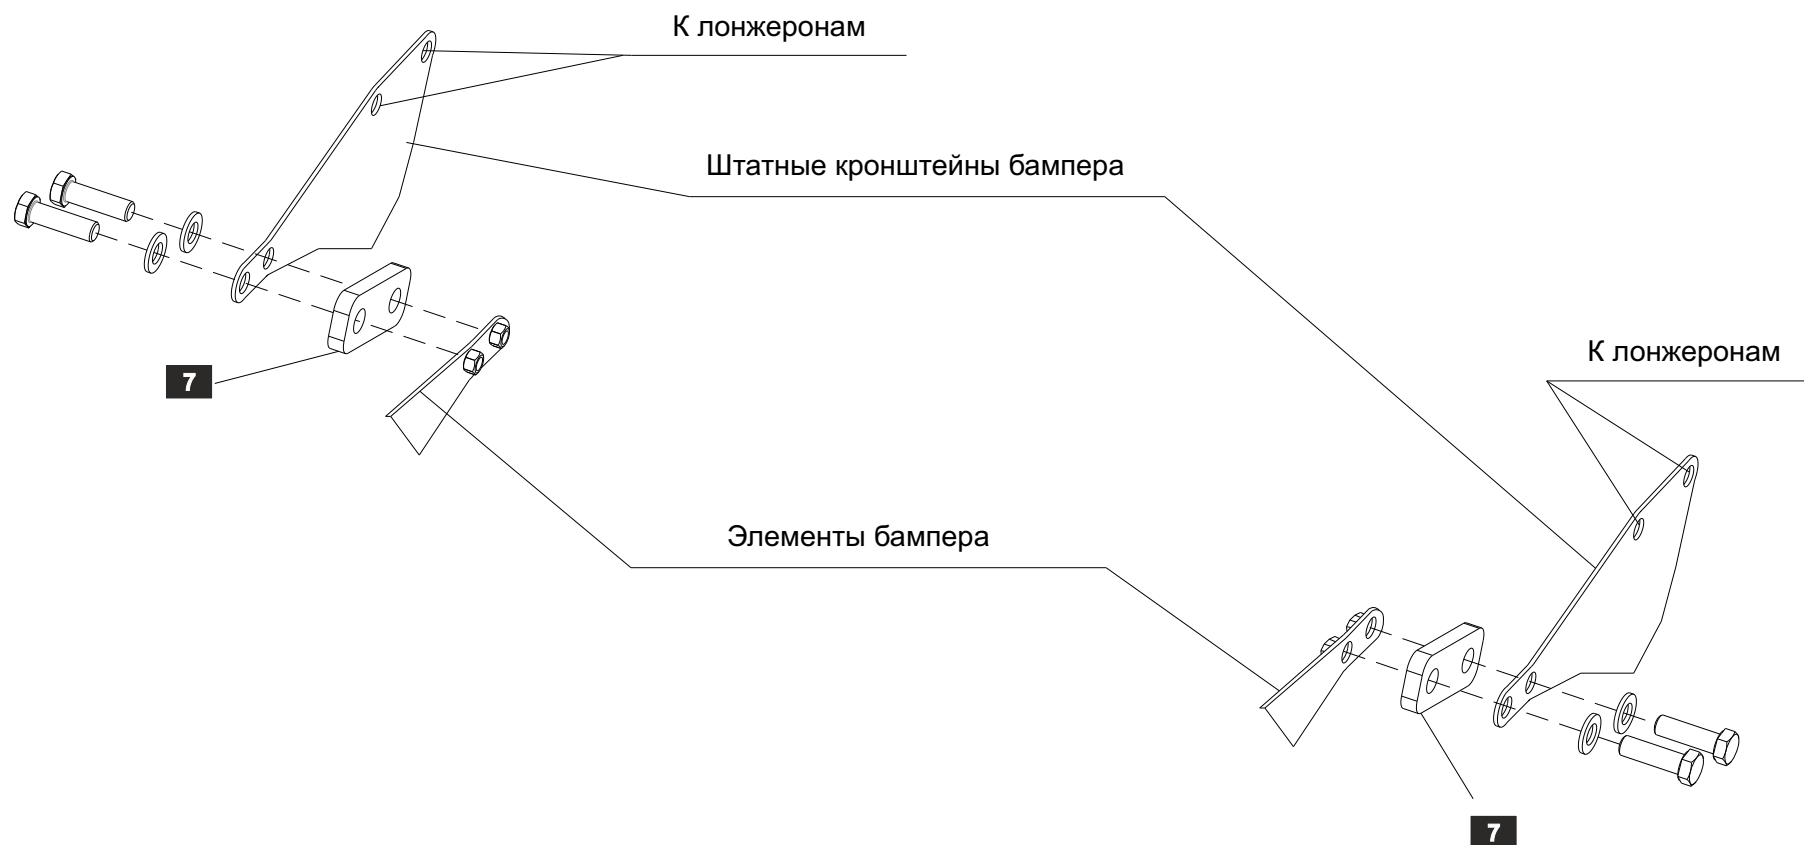 К лонжеронам
Штатные кронштейны бампера
К лонжеронам
7
Элементы бампера
7